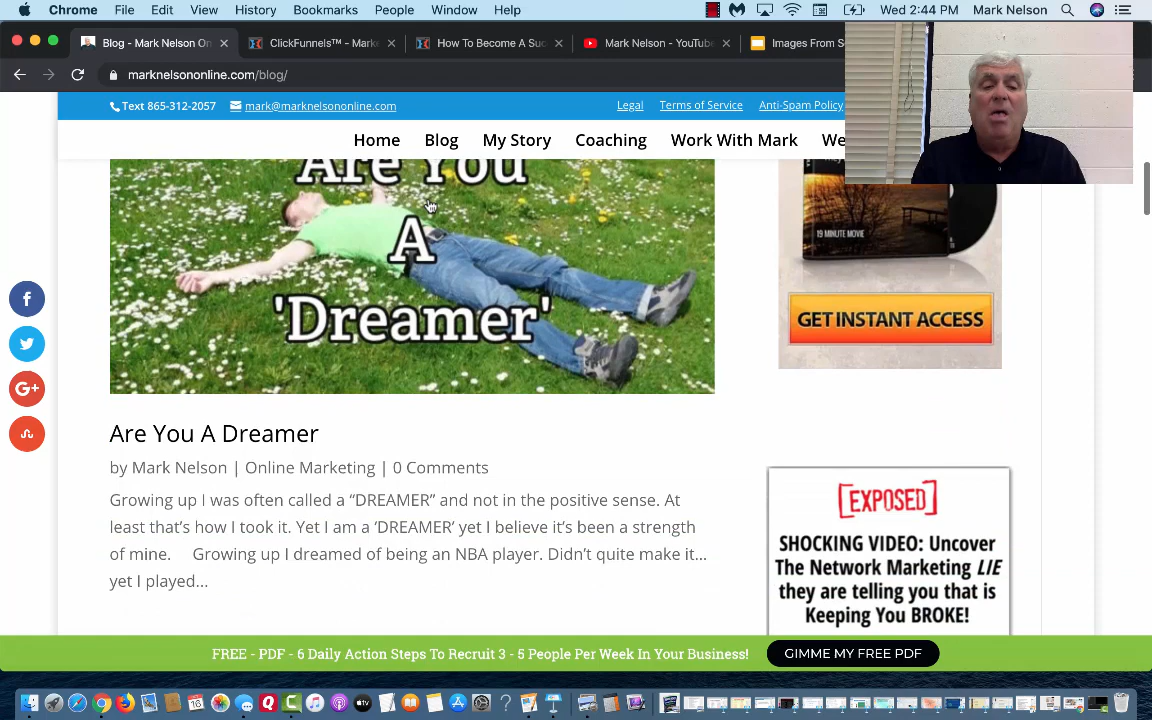 Chrome File Edit View History Bookmarks People Window Help Wed 2:44 PM Mark Nelson
Blog - Mark Nelson On ClickFunnels™ - Marke How To Become A Suc Mark Nelson - YouTube Images From S
marknelsononline.com/blog/
Text 865-312-2057 mark@marknelsononline.com Legal Terms of Service Anti-Spam Policy
Home Blog My Story Coaching Work With Mark We
Are You
A
'Dreamer'
19 MINUTE MOVIE
GET INSTANT ACCESS
Are You A Dreamer
by Mark Nelson | Online Marketing | 0 Comments
Growing up I was often called a “DREAMER” and not in the positive sense. At
least that’s how I took it. Yet I am a ‘DREAMER’ yet I believe it’s been a strength
of mine. Growing up I dreamed of being an NBA player. Didn’t quite make it…
yet I played...
[EXPOSED]
SHOCKING VIDEO: Uncover
The Network Marketing LIE
they are telling you that is
Keeping You BROKE!
FREE - PDF - 6 Daily Action Steps To Recruit 3 - 5 People Per Week In Your Business! GIMME MY FREE PDF